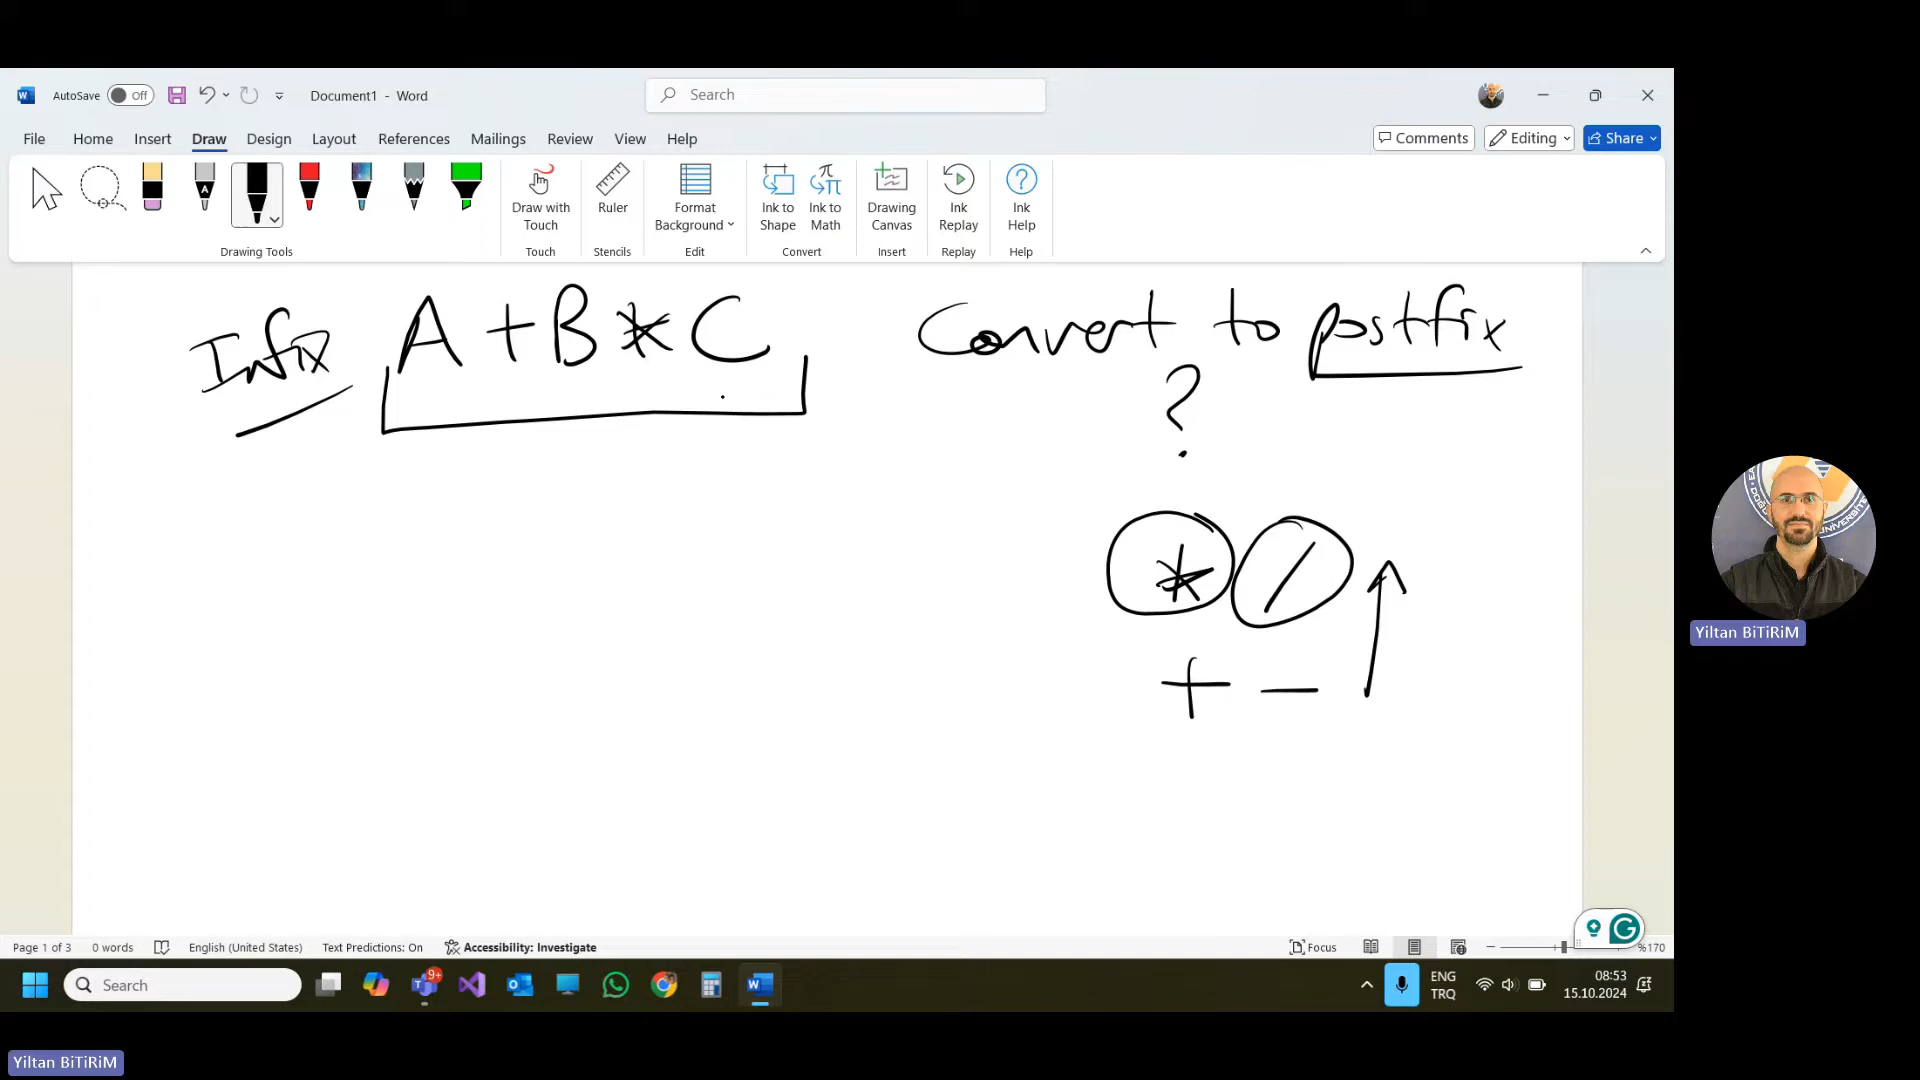 AutoSave Off Document1 - Word Search
File Home Insert Draw Design Layout References Mailings Review View Help Comments Editing Share
A
Draw with Touch Ruler Format Background Ink to Shape Ink to Math Drawing Canvas Ink Replay Ink Help
Drawing Tools Touch Stencils Edit Convert Insert Replay Help
Infix A + B * C Convert to postfix
?
* /
+ -
Yiltan BiTiRiM
Page 1 of 3 0 words English (United States) Text Predictions: On Accessibility: Investigate Focus %170
Search 9+ ENG 08:53
TRQ 15.10.2024
Yiltan BiTiRiM